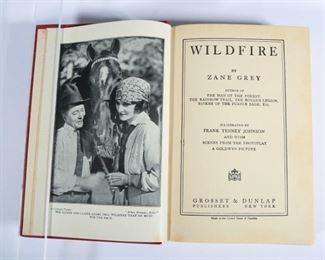 WILDFIRE
BY
ZANE GREY
AUTHOR OF
THE MAN OF THE FOREST,
THE RAINBOW TRAIL, THE BORDER LEGION,
RIDERS OF THE PURPLE SAGE, Etc.
ILLUSTRATED BY
FRANK TENNEY JOHNSON
AND WITH
SCENES FROM THE PHOTOPLAY
A GOLDWYN PICTURE
GROSSET & DUNLAP
PUBLISHERS NEW YORK
Made in the United States of America